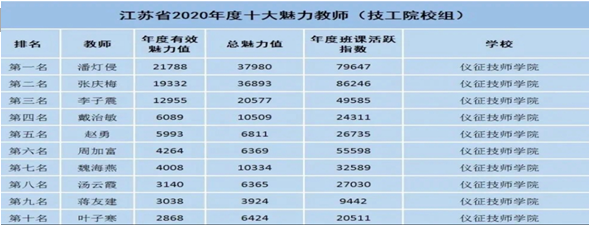 江苏省2020年度十大魅力教师（技工院校组）
排名 教师 年度有效魅力值 总魅力值 年度班课活跃指数 学校
第一名 潘灯侵 21788 37980 79647 仪征技师学院
第二名 张庆梅 19332 36893 86246 仪征技师学院
第三名 李子震 12955 20577 49585 仪征技师学院
第四名 戴治敏 6089 10509 24311 仪征技师学院
第五名 赵勇 5993 6811 26735 仪征技师学院
第六名 周加富 4264 6369 55598 仪征技师学院
第七名 魏海燕 4008 10334 32589 仪征技师学院
第八名 汤云霞 3140 6365 27030 仪征技师学院
第九名 蒋友建 3038 3924 9442 仪征技师学院
第十名 叶子寒 2868 6424 20511 仪征技师学院